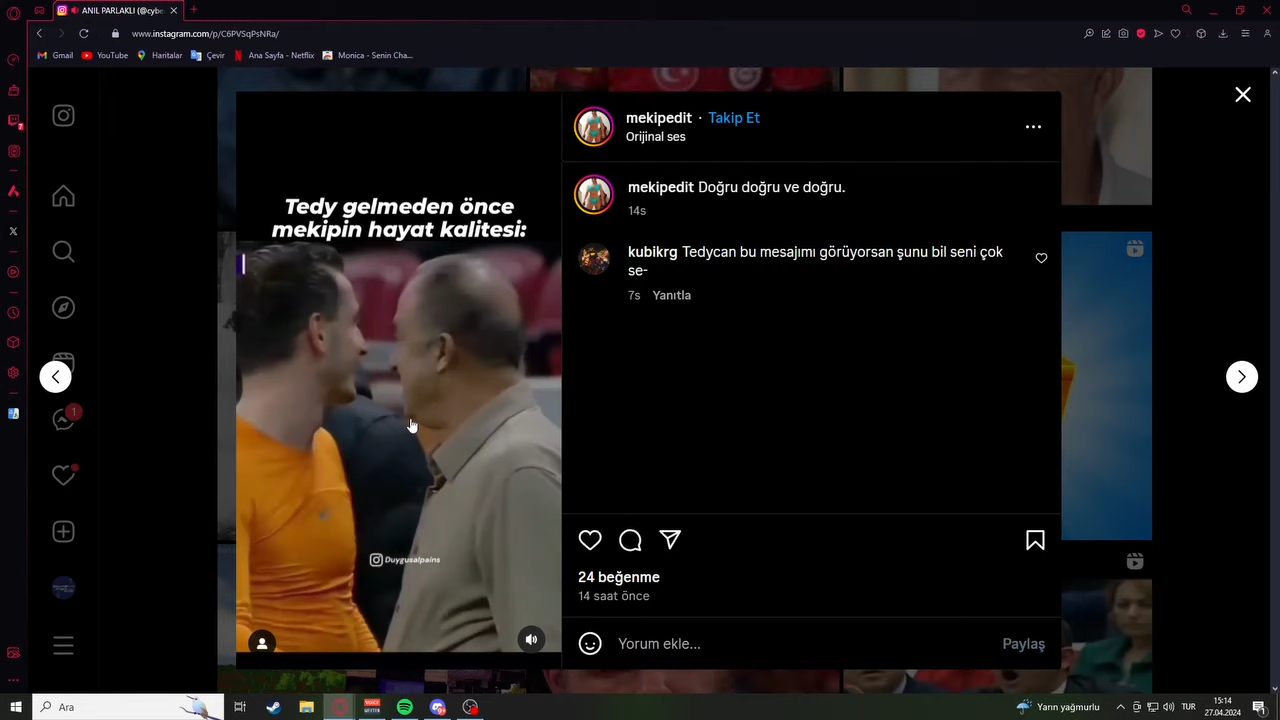 ANIL PARLAKLI (@cybe
www.instagram.com/p/C6PVSqPsNRa/
Gmail
YouTube
Haritalar
Çevir
Ana Sayfa - Netflix
Monica - Senin Cha...
mekipedit · Takip Et
Orijinal ses
mekipedit Doğru doğru ve doğru.
14s
Tedy gelmeden önce
mekipin hayat kalitesi:
kubikrg Tedycan bu mesajımı görüyorsan şunu bil seni çok
se-
7s Yanıtla
1
Duygusalpains
24 beğenme
14 saat önce
Yorum ekle...
Paylaş
Ara
Yarın yağmurlu
15:14
27.04.2024